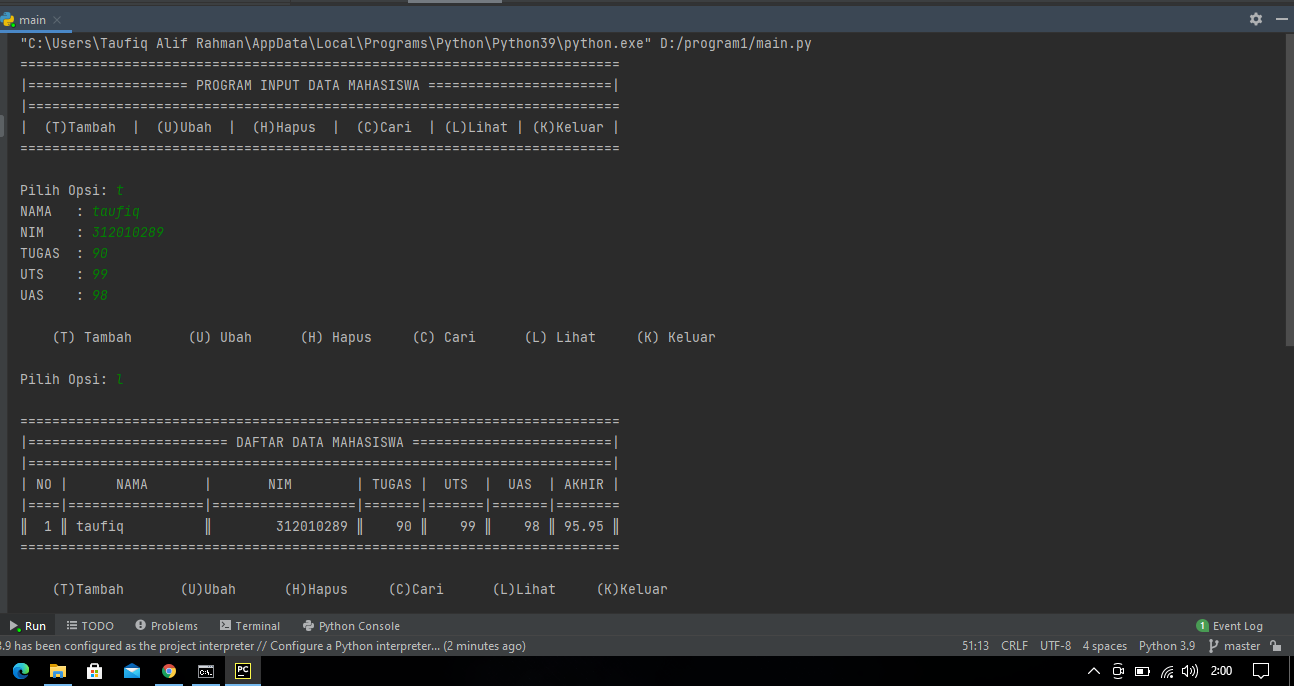 main
"C:\Users\Taufiq Alif Rahman\AppData\Local\Programs\Python\Python39\python.exe" D:/program1/main.py
===========================================================================
|==================== PROGRAM INPUT DATA MAHASISWA =======================|
|==========================================================================
|  (T)Tambah  |  (U)Ubah  |  (H)Hapus  |  (C)Cari  | (L)Lihat | (K)Keluar |
===========================================================================
Pilih Opsi: t
NAMA   : taufiq
NIM    : 312010289
TUGAS  : 90
UTS    : 99
UAS    : 98
    (T) Tambah       (U) Ubah      (H) Hapus     (C) Cari      (L) Lihat     (K) Keluar
Pilih Opsi: l
===========================================================================
|========================= DAFTAR DATA MAHASISWA =========================|
|=========================================================================|
| NO |      NAMA       |       NIM        | TUGAS |  UTS  |  UAS  | AKHIR |
|====|=================|==================|=======|=======|=======|========
║  1 ║ taufiq          ║        312010289 ║    90 ║    99 ║    98 ║ 95.95 ║
===========================================================================
    (T)Tambah       (U)Ubah      (H)Hapus     (C)Cari      (L)Lihat     (K)Keluar
Run TODO Problems Terminal Python Console 1 Event Log
3.9 has been configured as the project interpreter // Configure a Python interpreter... (2 minutes ago) 51:13 CRLF UTF-8 4 spaces Python 3.9 master
PC 2:00